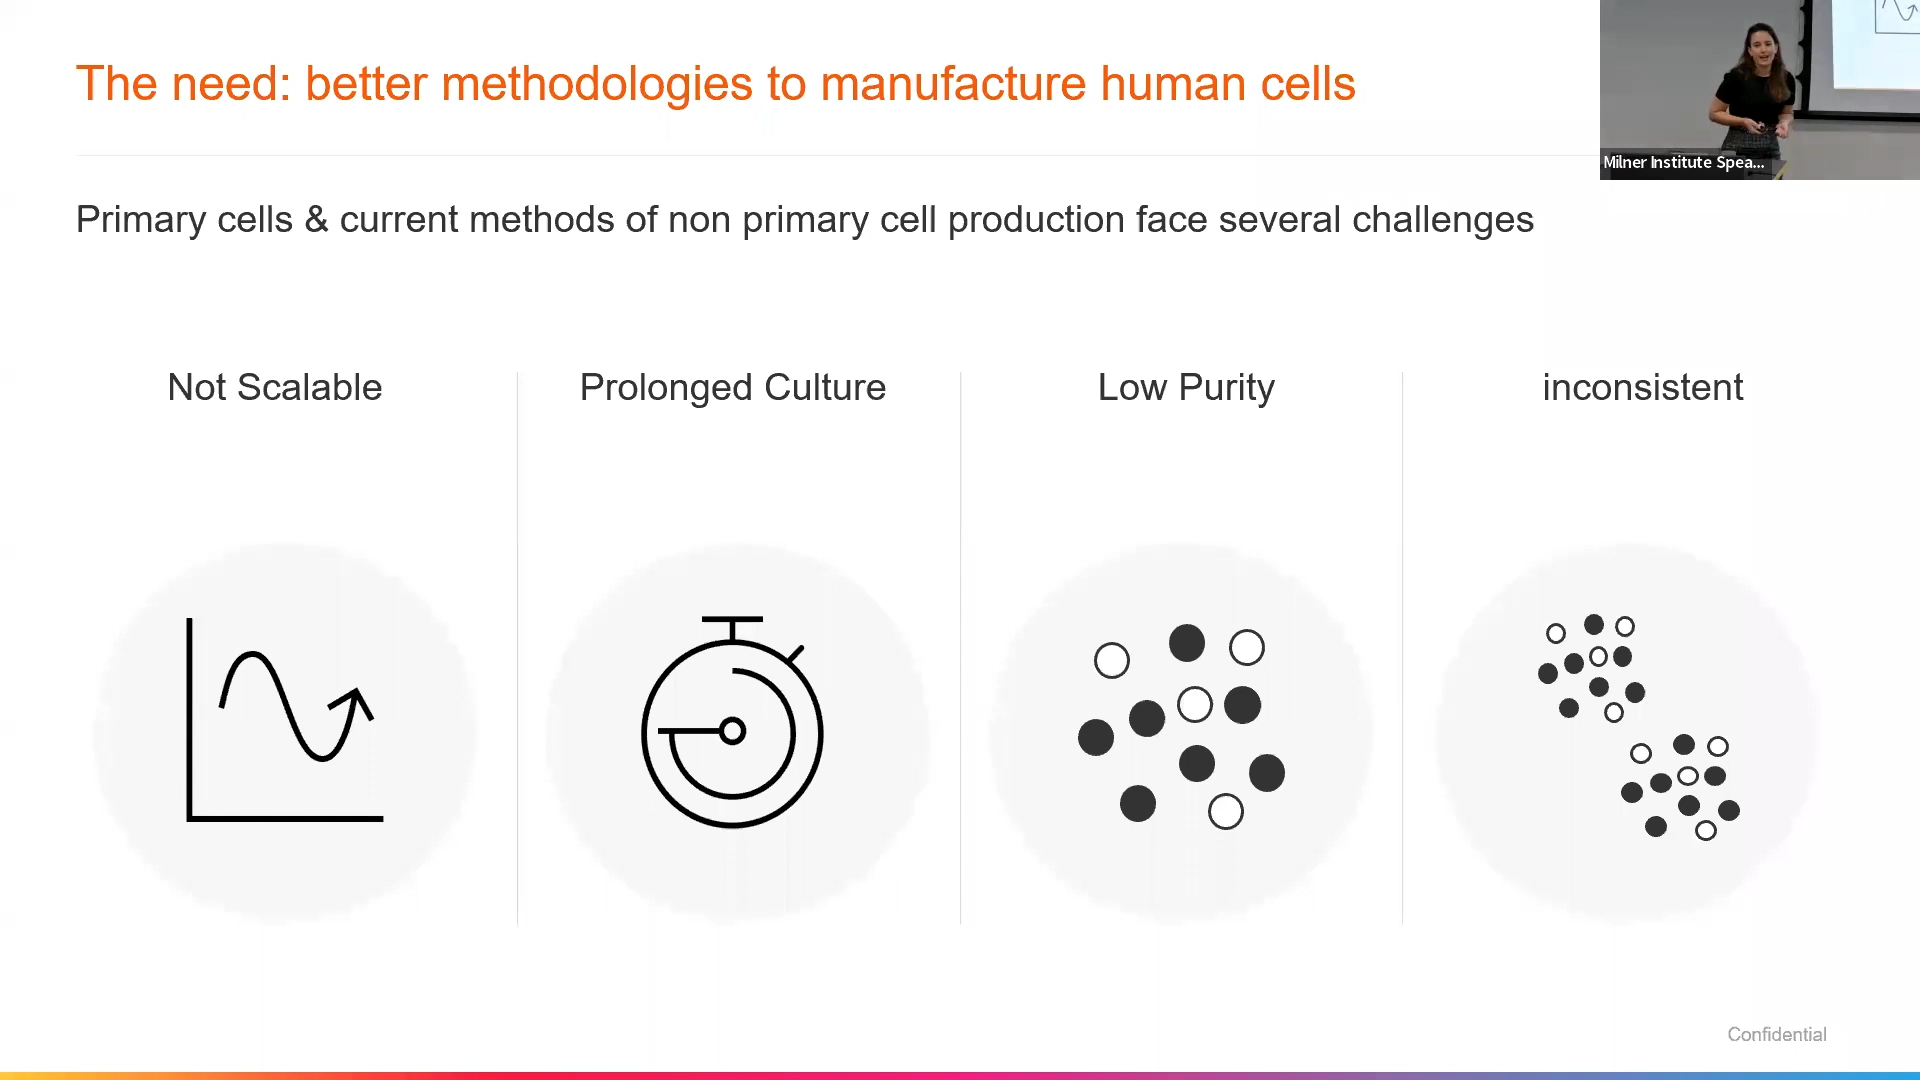 The need: better methodologies to manufacture human cells
Milner Institute Spea...
Primary cells & current methods of non primary cell production face several challenges
Not Scalable
Prolonged Culture
Low Purity
inconsistent
Confidential